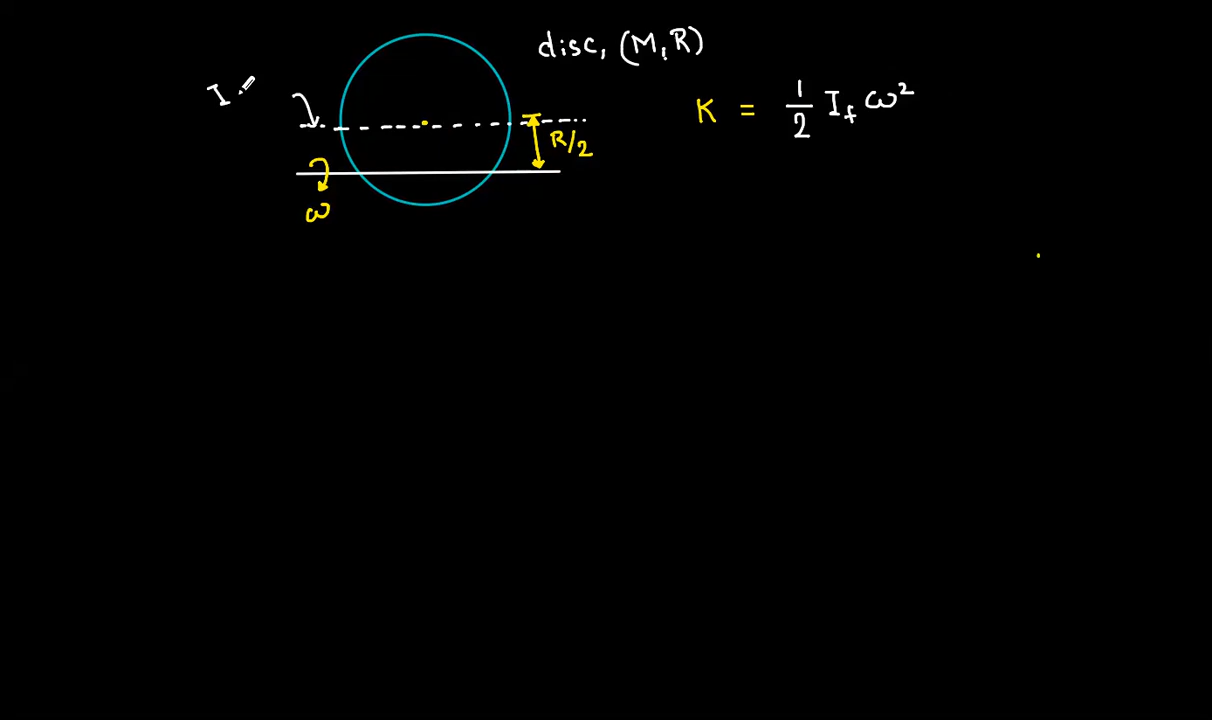 disc, (M, R)
I
K = 1/2 I_f ω²
R/2
ω